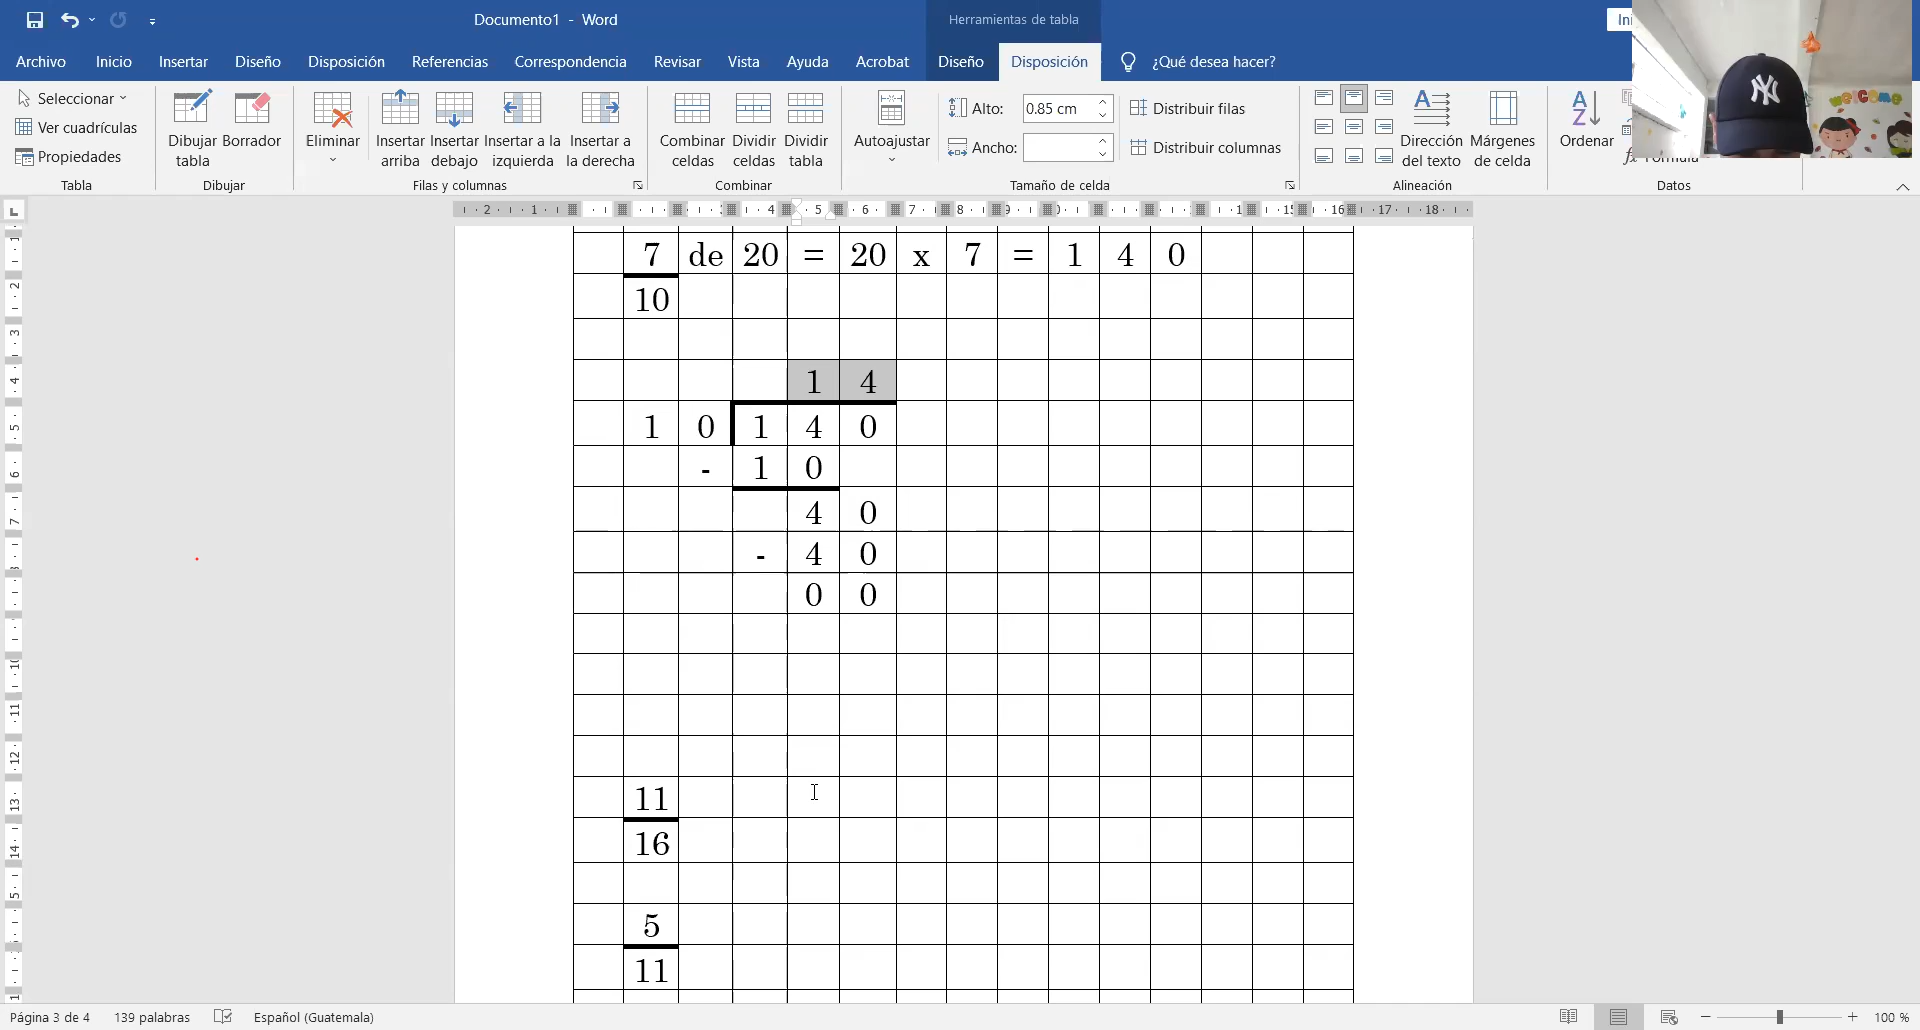 Documento1 - Word
Herramientas de tabla
Ini
Archivo Inicio Insertar Diseño Disposición Referencias Correspondencia Revisar Vista Ayuda Acrobat Diseño Disposición ¿Qué desea hacer?
Seleccionar
Ver cuadrículas
Propiedades
Tabla
Dibujar tabla
Borrador
Dibujar
Eliminar
Insertar arriba
Insertar debajo
Insertar a la izquierda
Insertar a la derecha
Filas y columnas
Combinar celdas
Dividir celdas
Dividir tabla
Combinar
Autoajustar
Alto: 0.85 cm
Ancho:
Distribuir filas
Distribuir columnas
Tamaño de celda
Dirección del texto
Márgenes de celda
Alineación
Ordenar
Fórmula
Datos
NY
welcome
7 de 20 = 20 x 7 = 1 4 0
10
1 4
1 0 1 4 0
- 1 0
4 0
- 4 0
0 0
11
16
5
11
Página 3 de 4 139 palabras Español (Guatemala) 100 %